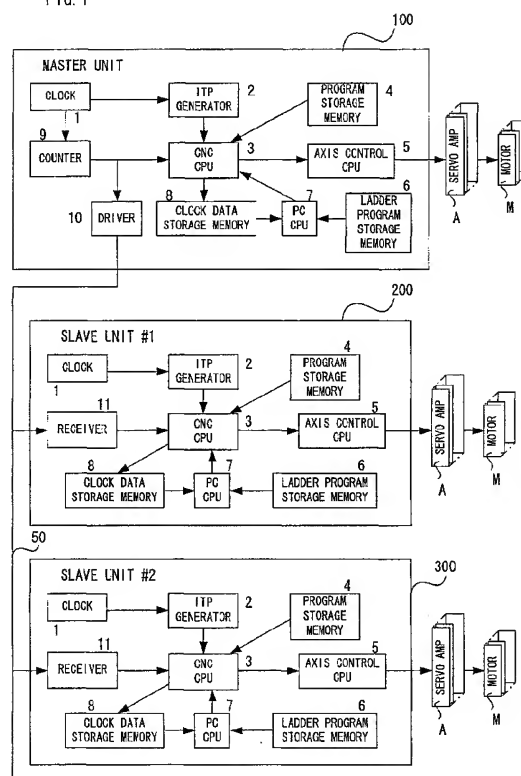 FIG. 1
100
MASTER UNIT
CLOCK
1
ITP
GENERATOR
2
PROGRAM
STORAGE
MEMORY
4
9
COUNTER
CNC
CPU
3
AXIS CONTROL
CPU
5
SERVO AMP
A
MOTOR
M
10
DRIVER
8
CLOCK DATA
STORAGE MEMORY
7
PC
CPU
6
LADDER
PROGRAM
STORAGE
MEMORY
200
SLAVE UNIT #1
CLOCK
1
ITP
GENERATOR
2
PROGRAM
STORAGE
MEMORY
4
11
RECEIVER
CNC
CPU
3
AXIS CONTROL
CPU
5
SERVO AMP
A
MOTOR
M
8
CLOCK DATA
STORAGE MEMORY
7
PC
CPU
6
LADDER PROGRAM
STORAGE MEMORY
50
300
SLAVE UNIT #2
CLOCK
1
ITP
GENERATOR
2
PROGRAM
STORAGE
MEMORY
4
11
RECEIVER
CNC
CPU
3
AXIS CONTROL
CPU
5
SERVO AMP
A
MOTOR
M
8
CLOCK DATA
STORAGE MEMORY
7
PC
CPU
6
LADDER PROGRAM
STORAGE MEMORY